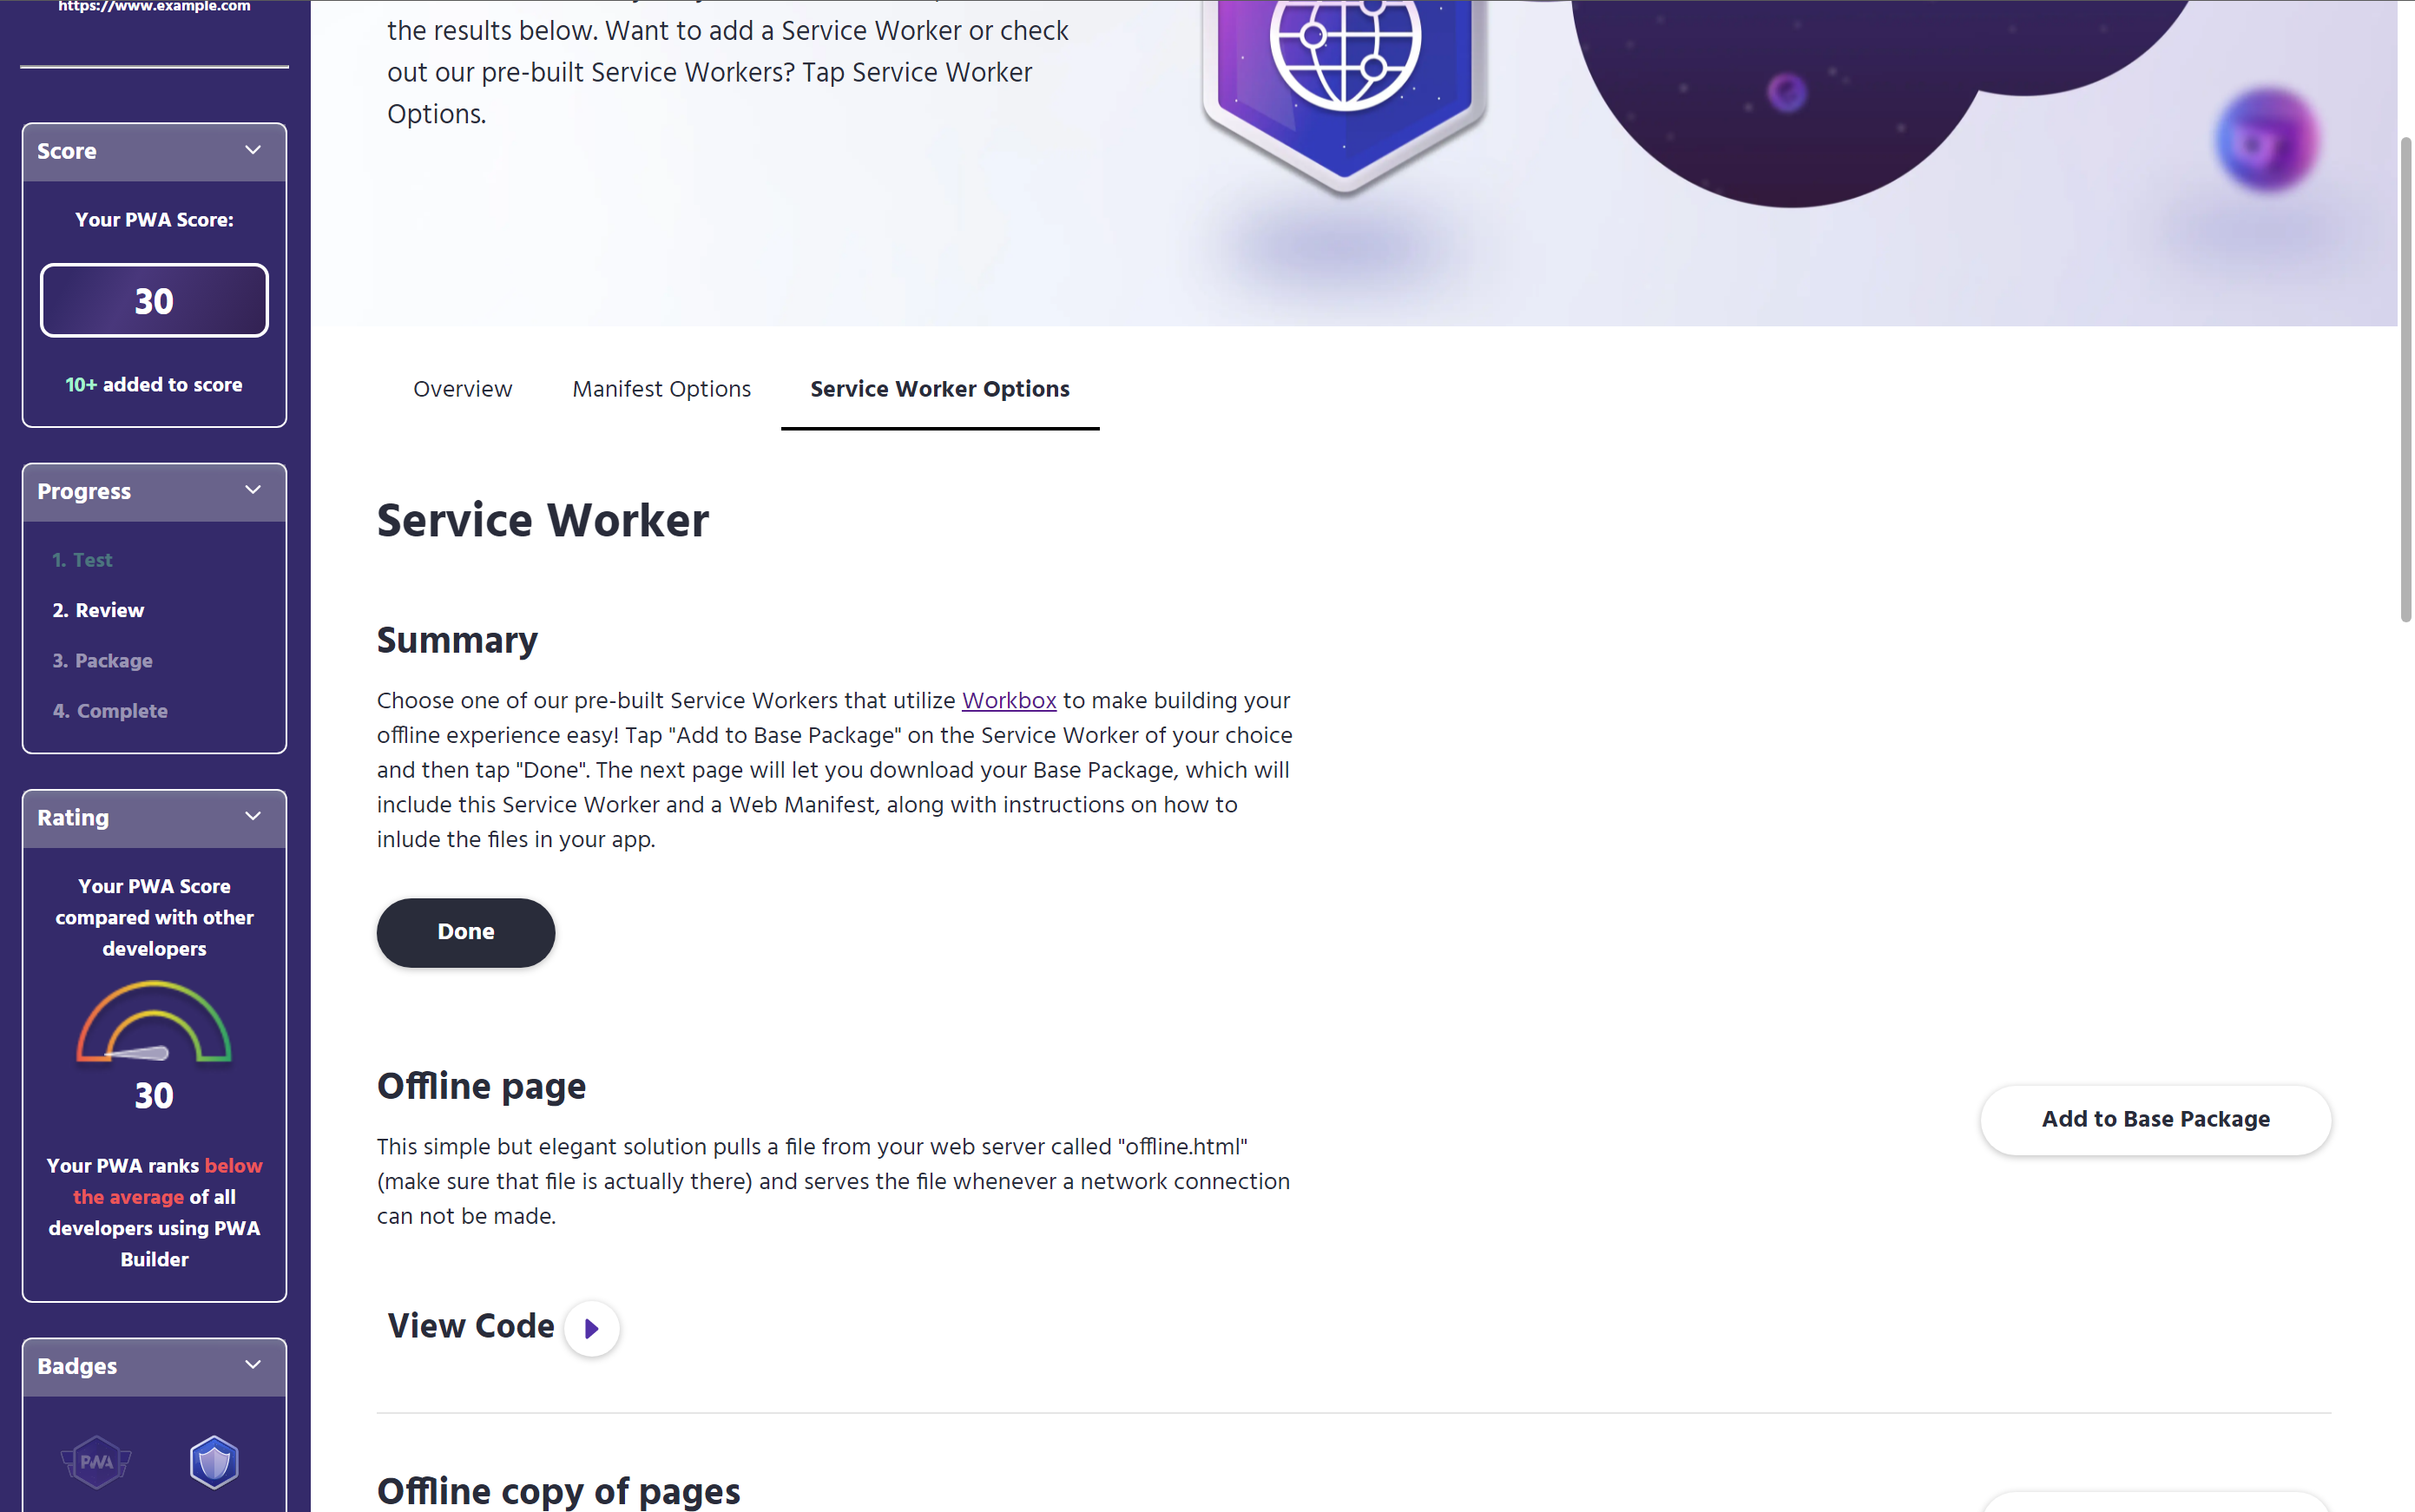 https://www.example.com
Score
Your PWA Score:
30
10+ added to score
Progress
1. Test
2. Review
3. Package
4. Complete
Rating
Your PWA Score
compared with other
developers
30
Your PWA ranks below
the average of all
developers using PWA
Builder
Badges
PWA
the results below. Want to add a Service Worker or check
out our pre-built Service Workers? Tap Service Worker
Options.
Overview
Manifest Options
Service Worker Options
Service Worker
Summary
Choose one of our pre-built Service Workers that utilize Workbox to make building your
offline experience easy! Tap "Add to Base Package" on the Service Worker of your choice
and then tap "Done". The next page will let you download your Base Package, which will
include this Service Worker and a Web Manifest, along with instructions on how to
inlude the files in your app.
Done
Offline page
Add to Base Package
This simple but elegant solution pulls a file from your web server called "offline.html"
(make sure that file is actually there) and serves the file whenever a network connection
can not be made.
View Code
Offline copy of pages